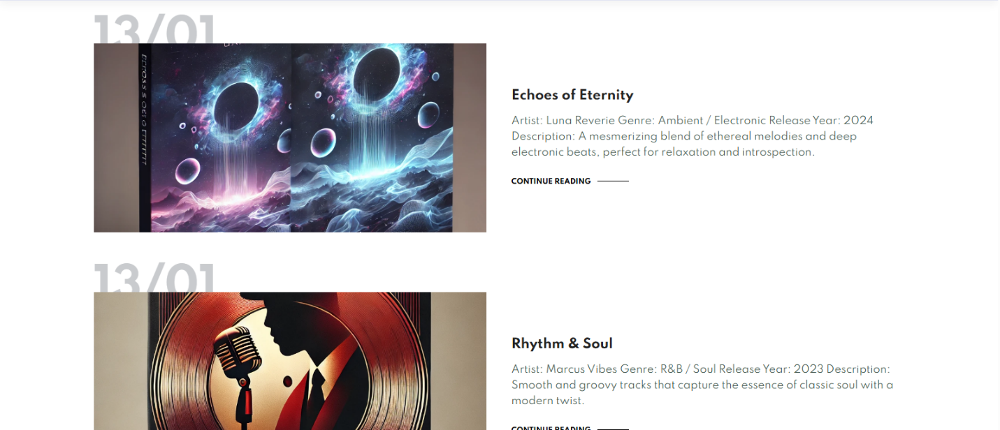 13/01
Echoes of Eternity
Artist: Luna Reverie Genre: Ambient / Electronic Release Year: 2024
Description: A mesmerizing blend of ethereal melodies and deep
electronic beats, perfect for relaxation and introspection.
CONTINUE READING
13/01
Rhythm & Soul
Artist: Marcus Vibes Genre: R&B / Soul Release Year: 2023 Description:
Smooth and groovy tracks that capture the essence of classic soul with a
modern twist.
CONTINUE READING